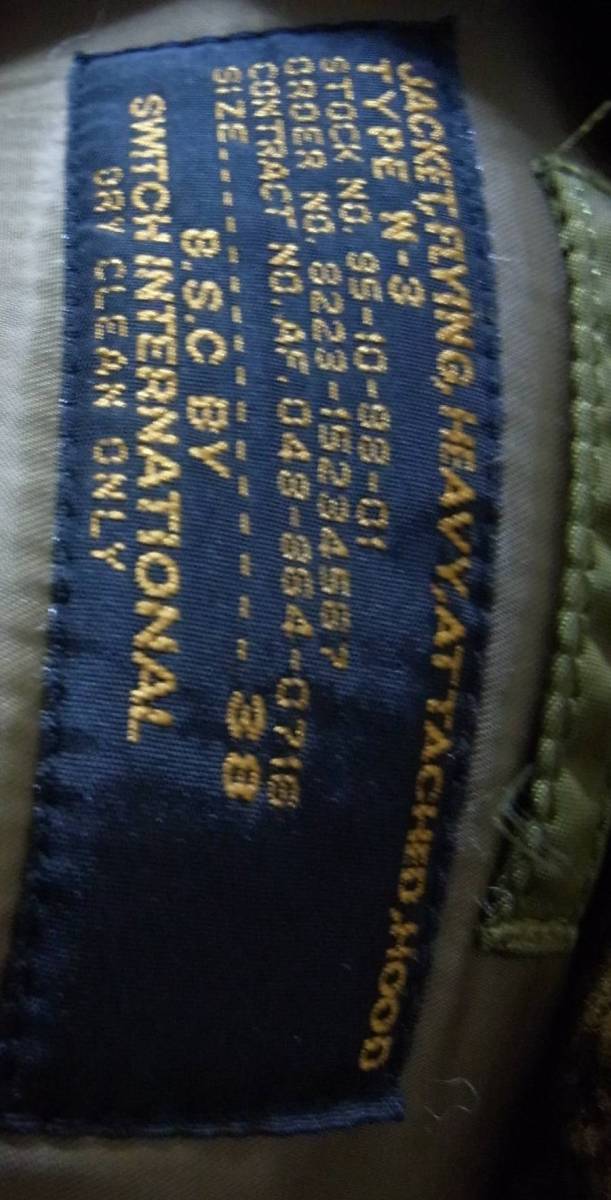 JACKET, FLYING, HEAVY, ATTACHED, HOOD
TYPE N-3
STOCK NO. 95-10-98-01
ORDER NO. 8223-15234567
CONTRACT NO. AF. 048-664-0716
SIZE--------------- 38
B.S.C BY
SWITCH INTERNATIONAL
DRY CLEAN ONLY